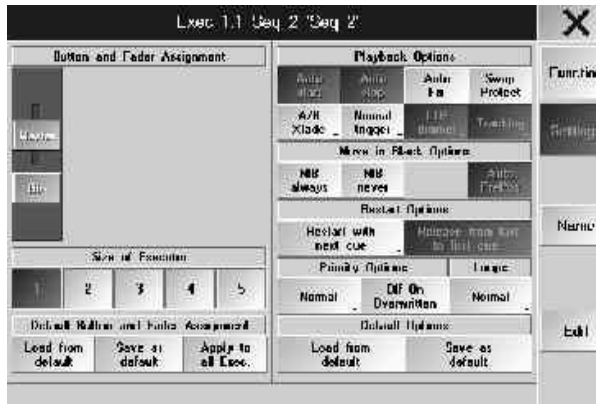 Exec 1.1 Seq 2 'Seq 2'
Button and Fader Assignment
Master
Size of Executor
1 2 3 4 5
Default Button and Fader Assignment
Load from default
Save as default
Apply to all Exec.
Playback Options
Auto start
Auto stop
Auto Fix
Swop Protect
A/B Xfade
Normal trigger
LTP
Tracking
Move in Black Options
MIB always
MIB never
Auto Prepos
Restart Options
Restart with next cue
Release from last to first cue
Priority Options
Loops
Normal
Off On Overwritten
Normal
Default Options
Load from default
Save as default
Function
Setting
Name
Edit